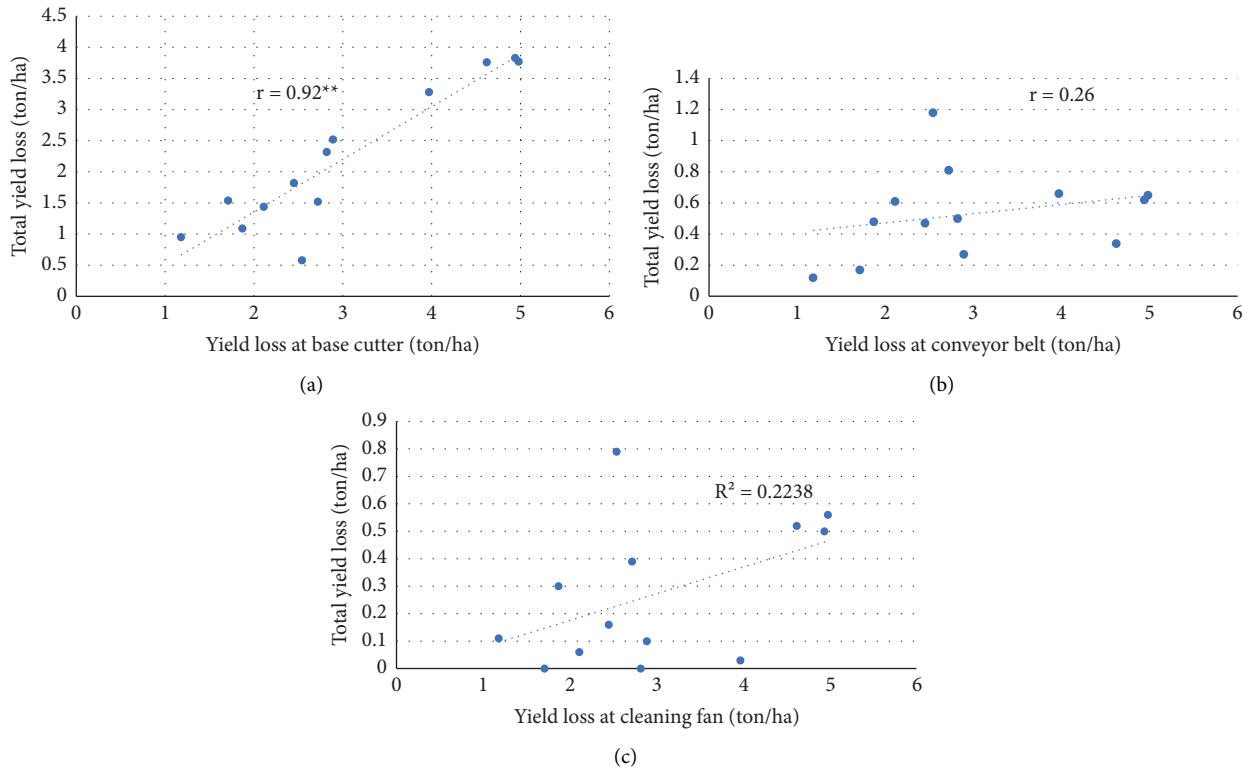 Total yield loss (ton/ha)
4.5
4
3.5
3
2.5
2
1.5
1
0.5
0
r = 0.92**
0 1 2 3 4 5 6
Yield loss at base cutter (ton/ha)
(a)
Total yield loss (ton/ha)
1.4
1.2
1
0.8
0.6
0.4
0.2
0
r = 0.26
0 1 2 3 4 5 6
Yield loss at conveyor belt (ton/ha)
(b)
Total yield loss (ton/ha)
0.9
0.8
0.7
0.6
0.5
0.4
0.3
0.2
0.1
0
R² = 0.2238
0 1 2 3 4 5 6
Yield loss at cleaning fan (ton/ha)
(c)